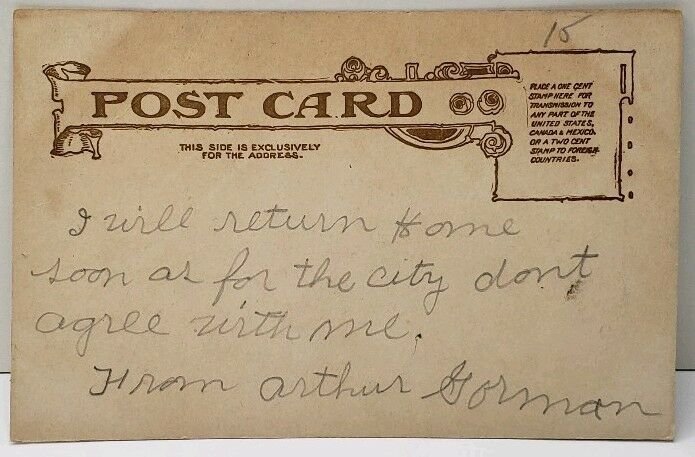 15
POST CARD
THIS SIDE IS EXCLUSIVELY
FOR THE ADDRESS.
PLACE A ONE CENT
STAMP HERE FOR
TRANSMISSION TO
ANY PART OF THE
UNITED STATES,
CANADA & MEXICO.
OR A TWO CENT
STAMP TO FOREIGN
COUNTRIES.
I will return Home
soon as for the city dont
agree with me.
From arthur Gorman